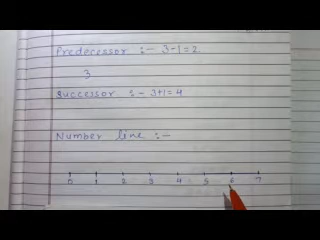 Predecessor :- 3-1=2
3
Successor :- 3+1=4
Number line :-
0 1 2 3 4 5 6 7